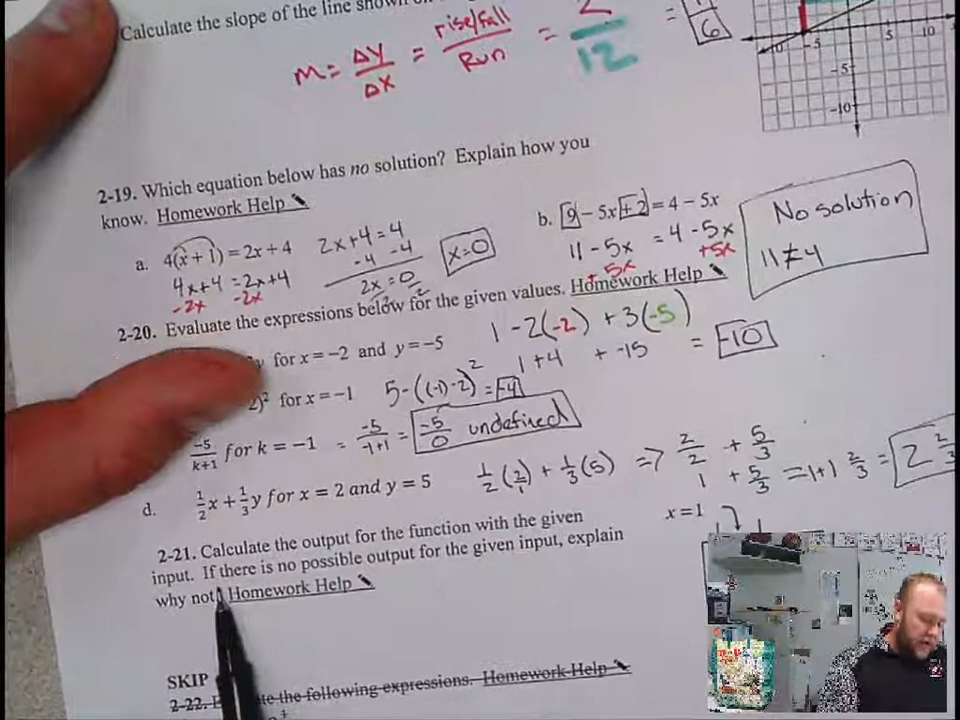 Calculate the slope of the line shown
m = Δy/Δx = rise/fall / Run = 2/12 = 1/6
-5 5 10
-5
-10
2-19. Which equation below has no solution? Explain how you
know. Homework Help
a. 4(x + 1) = 2x + 4
4x+4 = 2x+4
-2x -2x
2x+4 = 4
-4 -4
2x = 0
2 2
x=0
b. 9 – 5x + 2 = 4 – 5x
11 - 5x = 4 - 5x
+5x +5x
No solution
11 ≠ 4
2-20. Evaluate the expressions below for the given values. Homework Help
y for x = −2 and y = −5
1 - 2(-2) + 3(-5)
1 + 4 + -15 = -10
2)² for x = −1 5-((-1)-2)² = -4
-5/k+1 for k = −1 = -5/-1+1 = -5/0 undefined
d. 1/2 x + 1/3 y for x = 2 and y = 5 1/2(2/1) + 1/3(5) => 2/2 + 5/3
1 + 5/3 = 1+1 2/3 = 2 2/3
2-21. Calculate the output for the function with the given
input. If there is no possible output for the given input, explain
why not. Homework Help
x = 1
SKIP
2-22. the following expressions. Homework Help